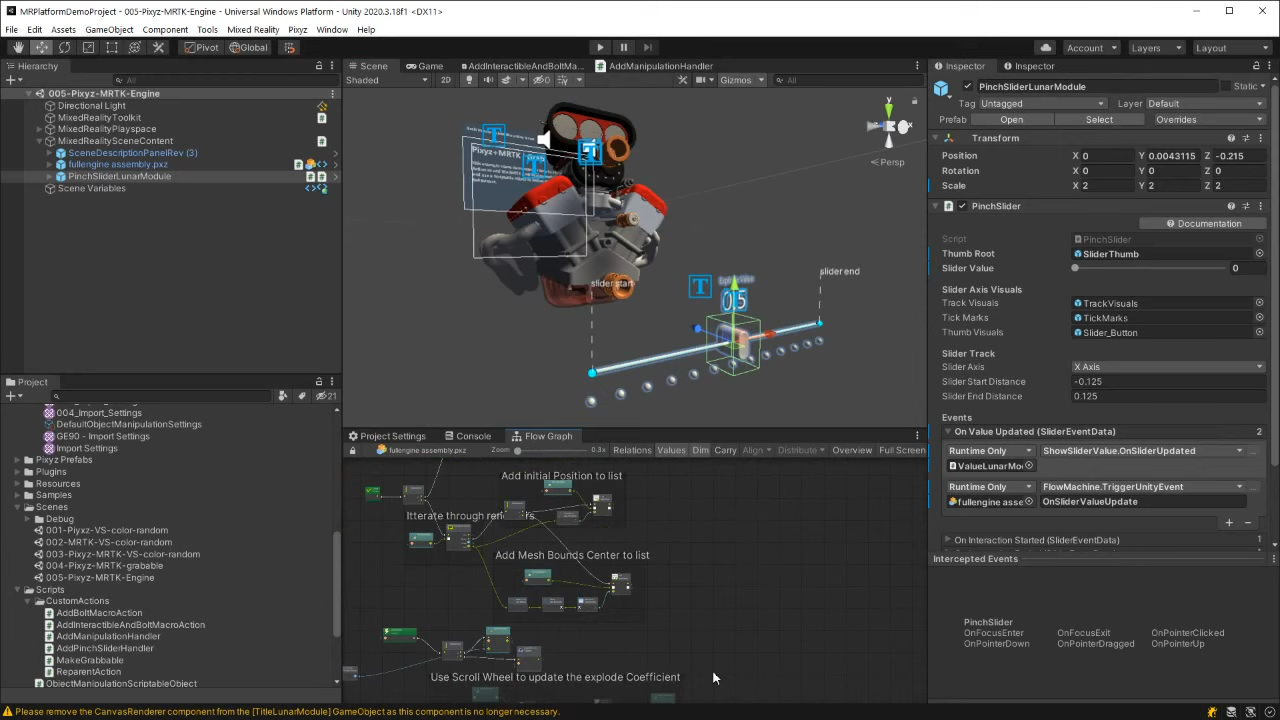 MRPlatformDemoProject - 005-Pixyz-MRTK-Engine - Universal Windows Platform - Unity 2020.3.18f1 <DX11>
File Edit Assets GameObject Component Tools Mixed Reality Pixyz Window Help
Pivot Global Account Layers Layout
Hierarchy
All
005-Pixyz-MRTK-Engine
Directional Light
MixedRealityToolkit
MixedRealityPlayspace
MixedRealitySceneContent
SceneDescriptionPanelRev (3)
fullengine assembly.pxz
PinchSliderLunarModule
Scene Variables
Scene Game AddInteractibleAndBoltMa... AddManipulationHandler
Shaded 2D 0 Gizmos All
Pixyz+MRTK
y
Persp
slider start
slider end
0.5
Project
21
004_Import_Settings
DefaultObjectManipulationSettings
GE90 - Import Settings
Import Settings
Pixyz Prefabs
Plugins
Resources
Samples
Scenes
Debug
001-Piyxz-VS-color-random
002-MRTK-VS-color-random
003-Pixyz-MRTK-VS-color-random
004-Pixyz-MRTK-grabable
005-Pixyz-MRTK-Engine
Scripts
CustomActions
AddBoltMacroAction
AddInteractibleAndBoltMacroAction
AddManipulationHandler
AddPinchSliderHandler
MakeGrabbable
ReparentAction
ObjectManipulationScriptableObject
Project Settings Console Flow Graph
fullengine assembly.pxz Zoom 0.3x Relations Values Dim Carry Align Distribute Overview Full Screen
Add initial Position to list
Itterate through renderers
Add Mesh Bounds Center to list
Use Scroll Wheel to update the explode Coefficient
Inspector Inspector
PinchSliderLunarModule Static
Tag Untagged Layer Default
Prefab Open Select Overrides
Transform
Position X 0 Y 0.0043115 Z -0.215
Rotation X 0 Y 0 Z 0
Scale X 2 Y 2 Z 2
PinchSlider
Documentation
Script PinchSlider
Thumb Root SliderThumb
Slider Value 0
Slider Axis Visuals
Track Visuals TrackVisuals
Tick Marks TickMarks
Thumb Visuals Slider_Button
Slider Track
Slider Axis X Axis
Slider Start Distance -0.125
Slider End Distance 0.125
Events
On Value Updated (SliderEventData) 2
Runtime Only ShowSliderValue.OnSliderUpdated
ValueLunarMo
Runtime Only FlowMachine.TriggerUnityEvent
fullengine asse OnSliderValueUpdate
On Interaction Started (SliderEventData) 1
Intercepted Events
PinchSlider
OnFocusEnter OnFocusExit OnPointerClicked
OnPointerDown OnPointerDragged OnPointerUp
Please remove the CanvasRenderer component from the [TitleLunarModule] GameObject as this component is no longer necessary.